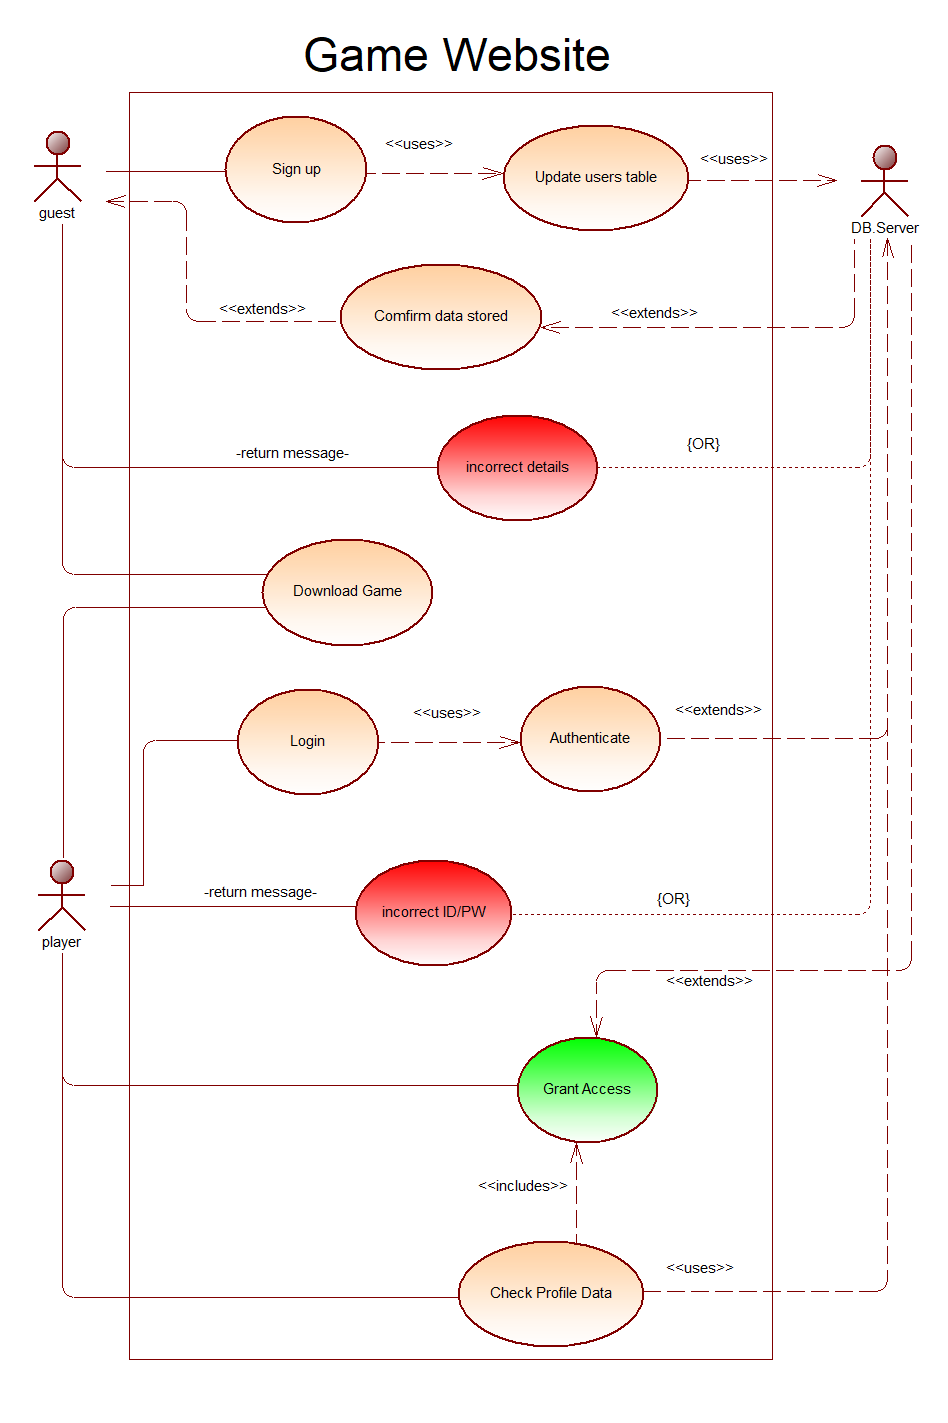 Game Website
Sign up
<<uses>>
Update users table
<<uses>>
guest
DB.Server
<<extends>>
Comfirm data stored
<<extends>>
-return message-
incorrect details
{OR}
Download Game
Login
<<uses>>
Authenticate
<<extends>>
player
-return message-
incorrect ID/PW
{OR}
<<extends>>
Grant Access
<<includes>>
Check Profile Data
<<uses>>